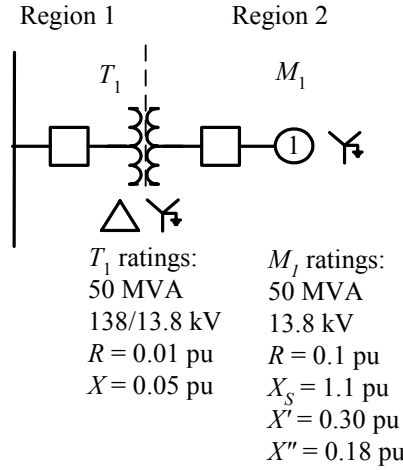 Region 1
Region 2
T1
M1
1
T1 ratings:
50 MVA
138/13.8 kV
R = 0.01 pu
X = 0.05 pu
M1 ratings:
50 MVA
13.8 kV
R = 0.1 pu
XS = 1.1 pu
X' = 0.30 pu
X" = 0.18 pu